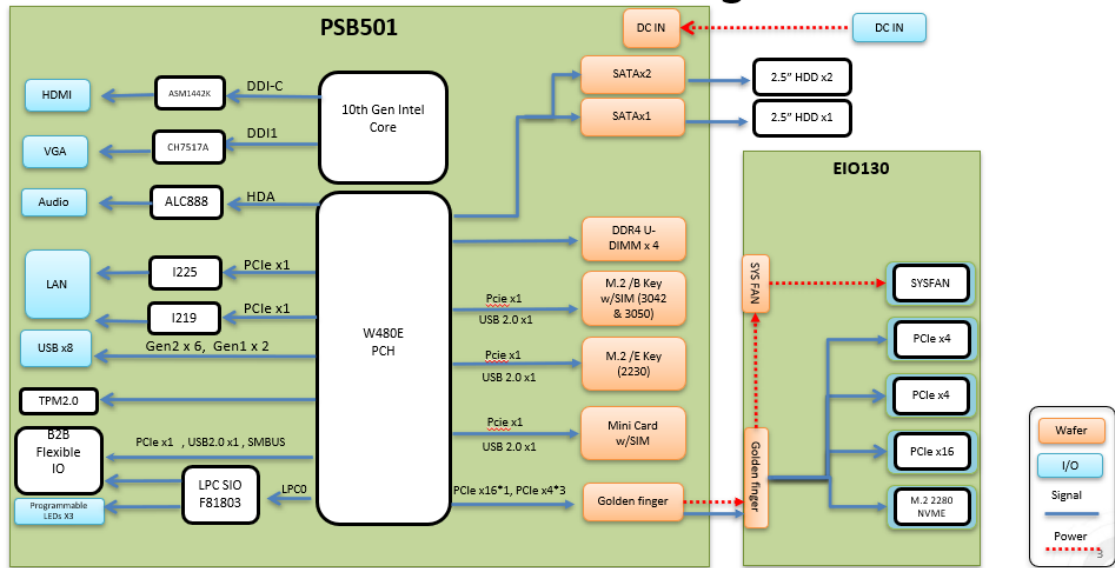 PSB501
DC IN
DC IN
SATAx2
2.5” HDD x2
HDMI
ASM1442K
DDI-C
10th Gen Intel
Core
SATAx1
2.5” HDD x1
VGA
CH7517A
DDI1
EIO130
Audio
ALC888
HDA
DDR4 U-
DIMM x 4
LAN
I225
PCIe x1
SYS FAN
SYSFAN
Pcie x1
USB 2.0 x1
M.2 /B Key
w/SIM (3042
& 3050)
I219
PCIe x1
W480E
PCH
USB x8
Gen2 x 6, Gen1 x 2
PCIe x4
Pcie x1
USB 2.0 x1
M.2 /E Key
(2230)
TPM2.0
PCIe x4
B2B
Flexible
IO
PCIe x1 , USB2.0 x1, SMBUS
Pcie x1
USB 2.0 x1
Mini Card
w/SIM
Golden finger
PCIe x16
LPC SIO
F81803
LPC0
PCIe x16*1, PCIe x4*3
Golden finger
M.2 2280
NVME
Programmable
LEDs X3
Wafer
I/O
Signal
Power
3